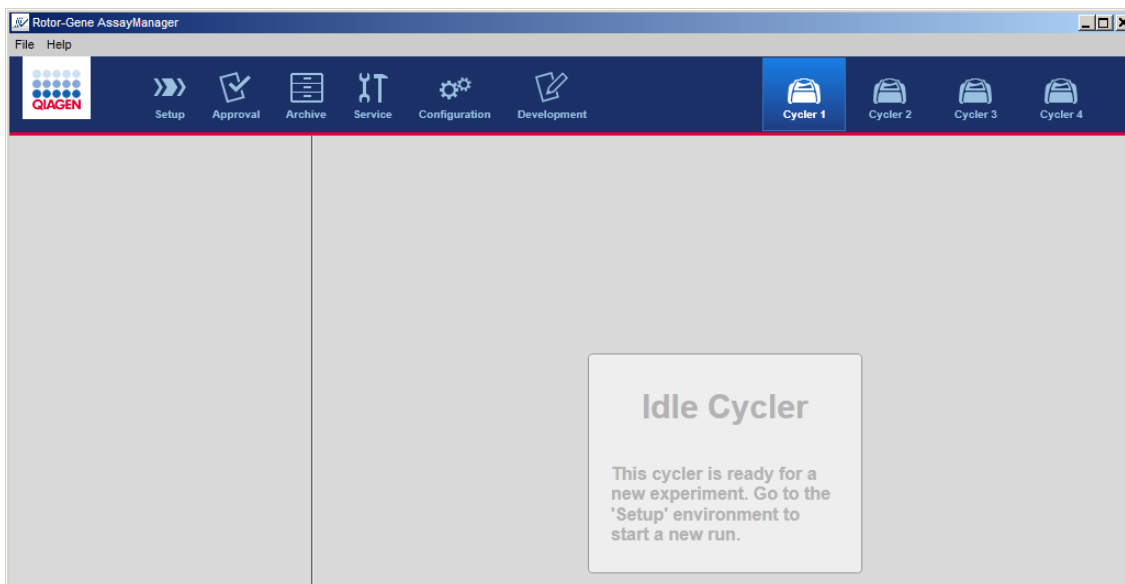 Rotor-Gene AssayManager
File Help
QIAGEN
Setup Approval Archive Service Configuration Development Cycler 1 Cycler 2 Cycler 3 Cycler 4
Idle Cycler
This cycler is ready for a
new experiment. Go to the
'Setup' environment to
start a new run.